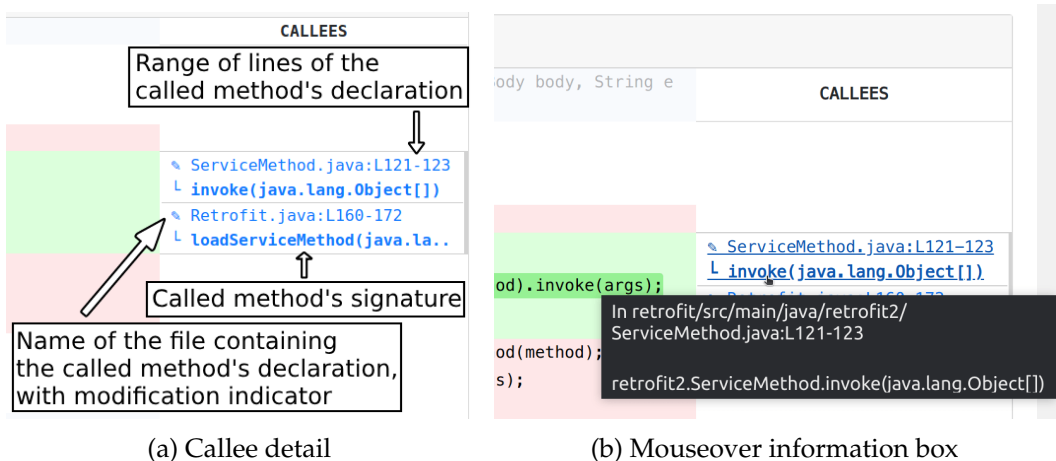 CALLEES
Range of lines of the
called method's declaration
✎ ServiceMethod.java:L121-123
└ invoke(java.lang.Object[])
✎ Retrofit.java:L160-172
└ loadServiceMethod(java.la..
Called method's signature
Name of the file containing
the called method's declaration,
with modification indicator
(a) Callee detail
Body body, String e
CALLEES
✎ ServiceMethod.java:L121-123
└ invoke(java.lang.Object[])
od).invoke(args);
In retrofit/src/main/java/retrofit2/
ServiceMethod.java:L121-123
od(method);
s);
retrofit2.ServiceMethod.invoke(java.lang.Object[])
(b) Mouseover information box